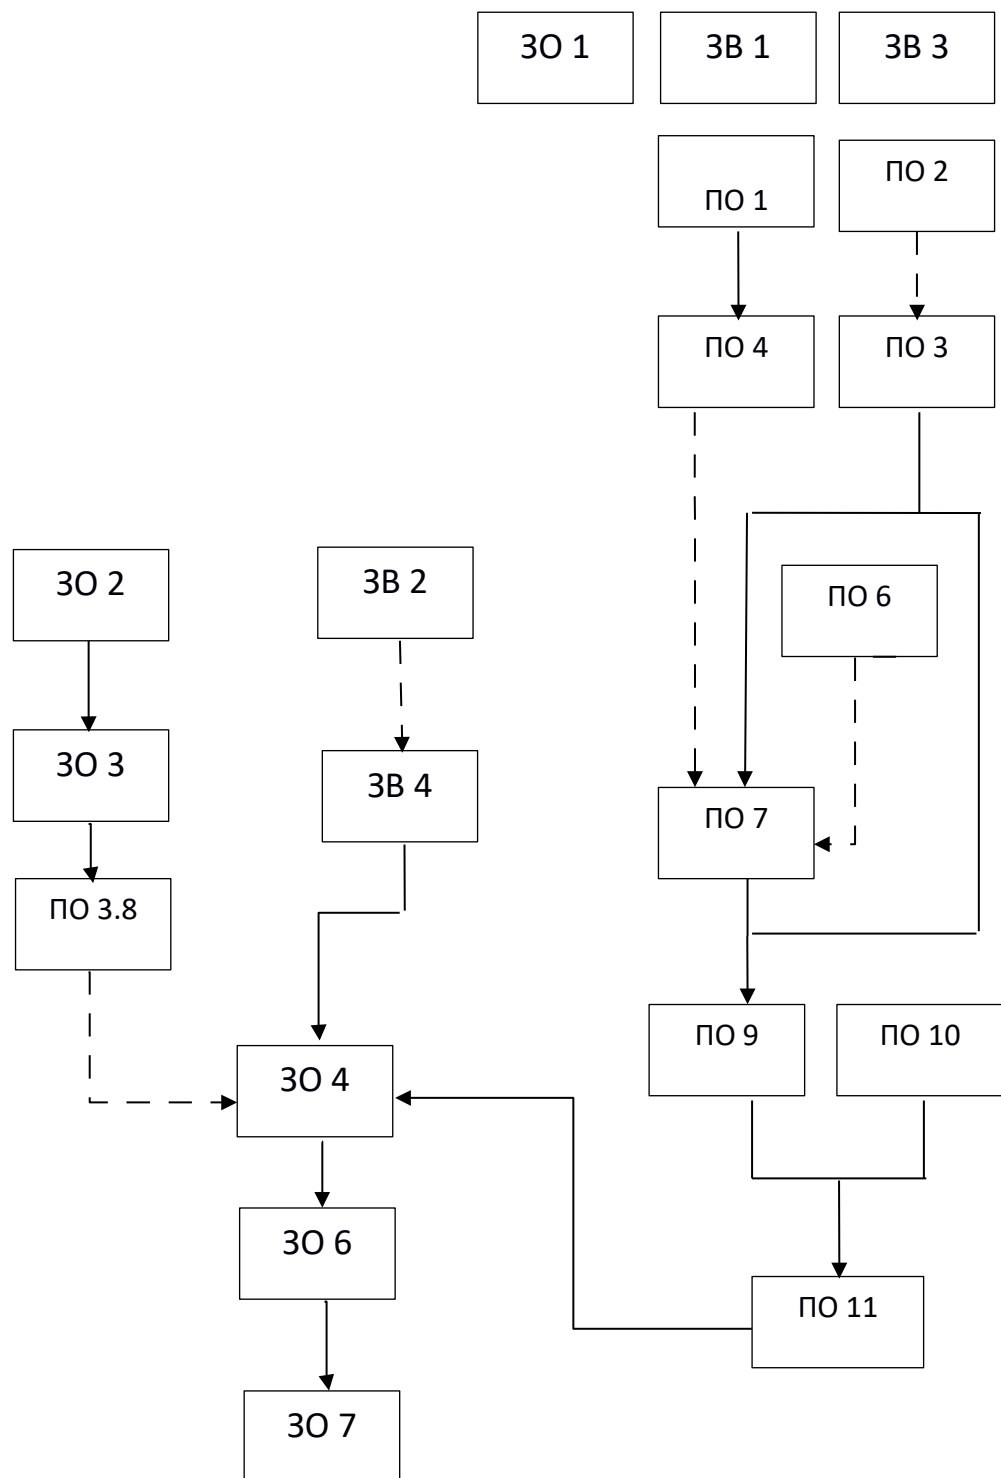 ЗО 1
ЗВ 1
ЗВ 3
ПО 1
ПО 2
ПО 4
ПО 3
ЗО 2
ЗВ 2
ПО 6
ЗО 3
ЗВ 4
ПО 7
ПО 3.8
ПО 9
ПО 10
ЗО 4
ЗО 6
ПО 11
ЗО 7